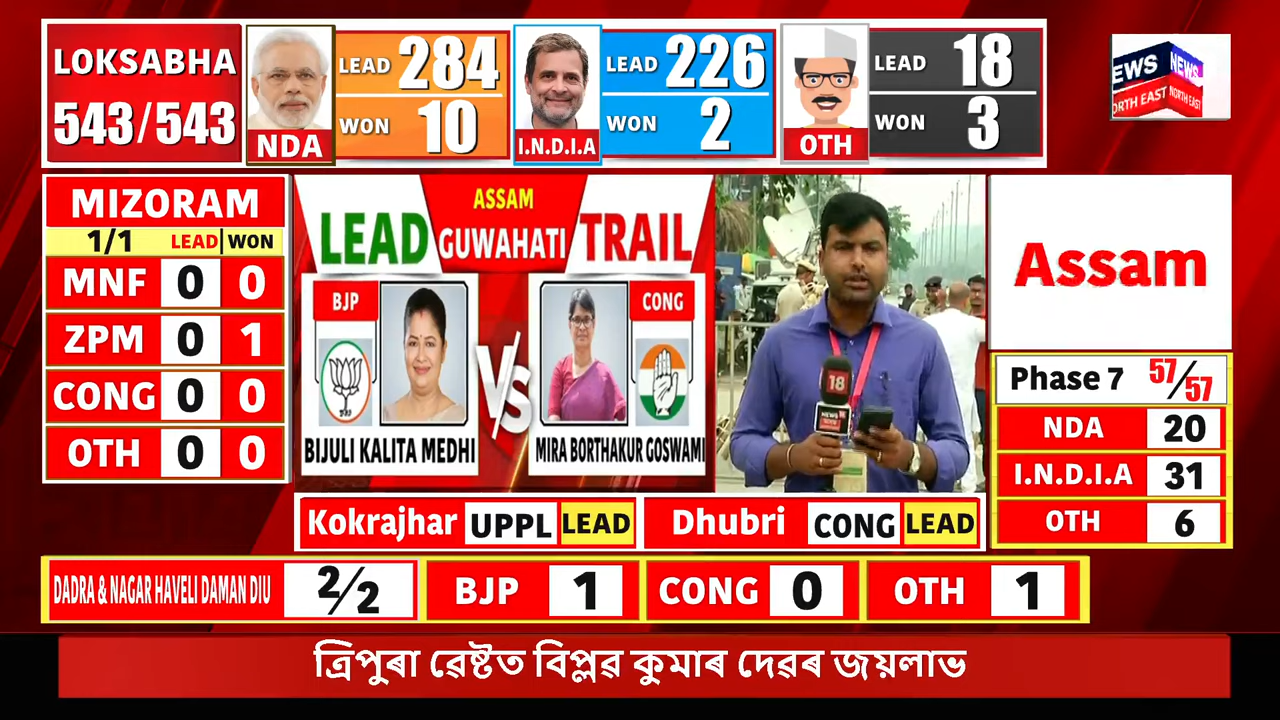 LOKSABHA
543/543
NDA
LEAD 284
WON 10
I.N.D.I.A
LEAD 226
WON 2
OTH
LEAD 18
WON 3
EWS NEWS
ORTH EAST NORTH EAST
MIZORAM
1/1 LEAD WON
MNF 0 0
ZPM 0 1
CONG 0 0
OTH 0 0
LEAD
ASSAM
GUWAHATI
TRAIL
BJP
CONG
VS
BIJULI KALITA MEDHI
MIRA BORTHAKUR GOSWAMI
18
Kokrajhar UPPL LEAD
Dhubri CONG LEAD
Assam
Phase 7 57/57
NDA 20
I.N.D.I.A 31
OTH 6
DADRA & NAGAR HAVELI DAMAN DIU 2/2 BJP 1 CONG 0 OTH 1
ত্ৰিপুৰা ৱেষ্টত বিপ্লৱ কুমাৰ দেৱৰ জয়লাভ